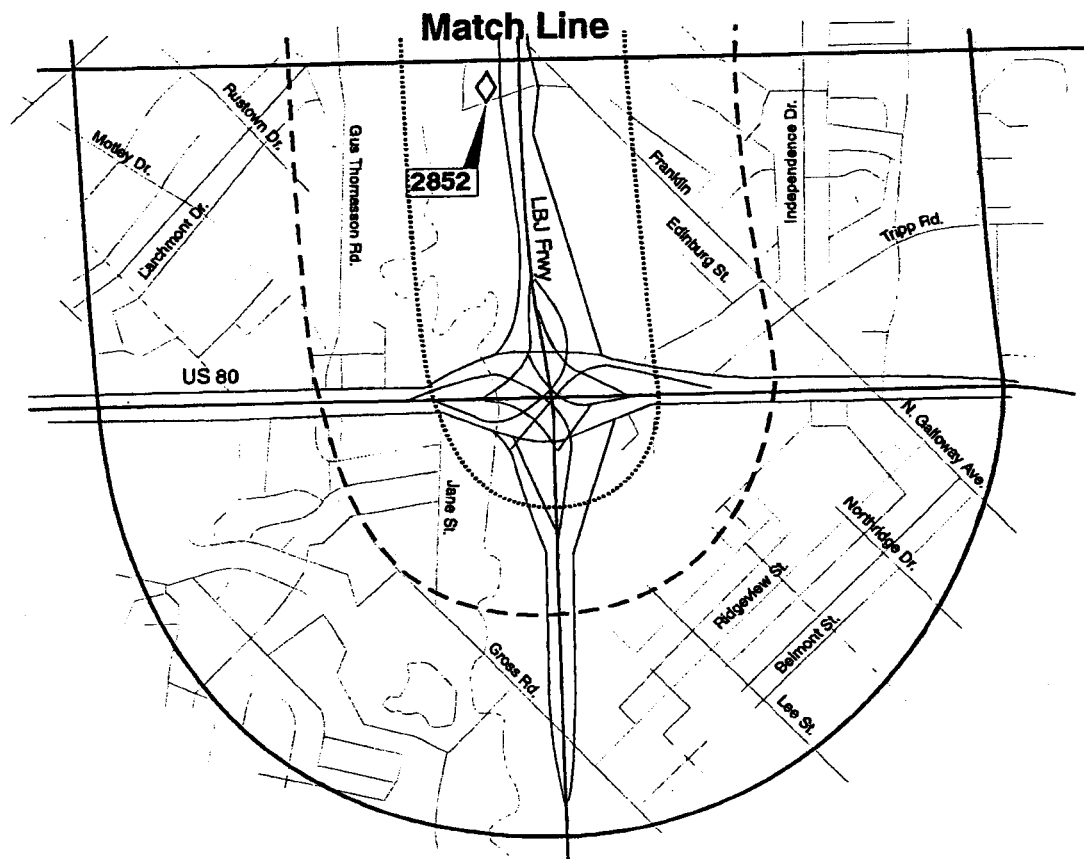 Match Line
Rustown Dr.
Motley Dr.
Larchmont Dr.
Gus Thomasson Rd.
2852
LBJ Frwy
Franklin
Edinburg St.
Independence Dr.
Tripp Rd.
US 80
N. Galloway Ave.
Jane St.
Northridge Dr.
Ridgeview St.
Belmont St.
Gross Rd.
Lee St.